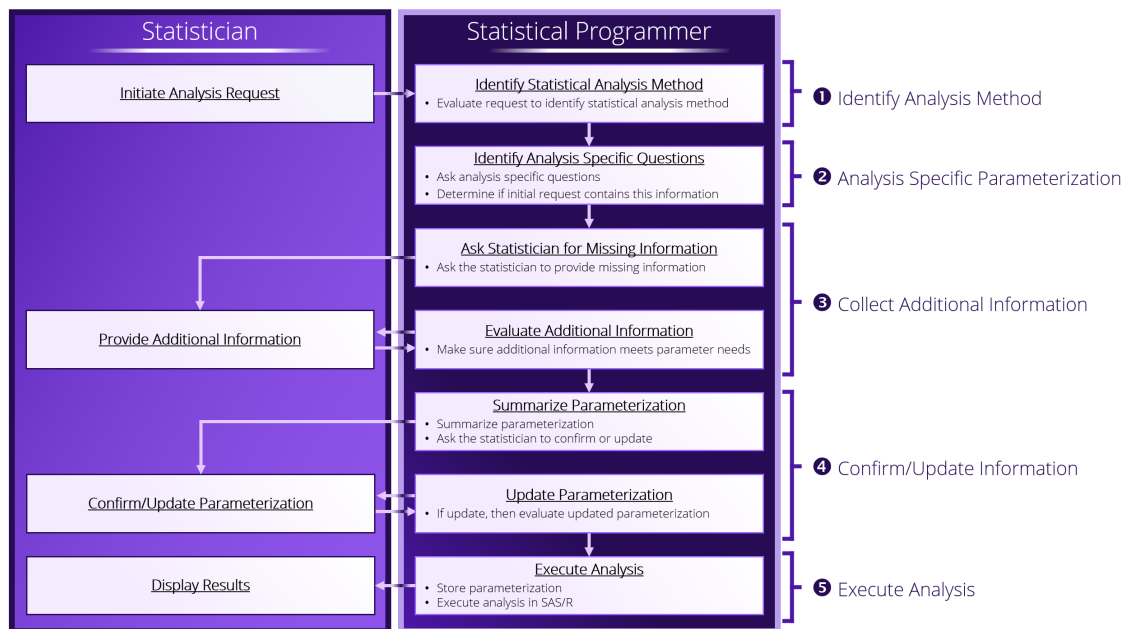 Statistician
Statistical Programmer
Initiate Analysis Request
Identify Statistical Analysis Method
• Evaluate request to identify statistical analysis method
❶ Identify Analysis Method
Identify Analysis Specific Questions
• Ask analysis specific questions
• Determine if initial request contains this information
❷ Analysis Specific Parameterization
Ask Statistician for Missing Information
• Ask the statistician to provide missing information
❸ Collect Additional Information
Provide Additional Information
Evaluate Additional Information
• Make sure additional information meets parameter needs
Summarize Parameterization
• Summarize parameterization
• Ask the statistician to confirm or update
❹ Confirm/Update Information
Confirm/Update Parameterization
Update Parameterization
• If update, then evaluate updated parameterization
Display Results
Execute Analysis
• Store parameterization
• Execute analysis in SAS/R
❺ Execute Analysis